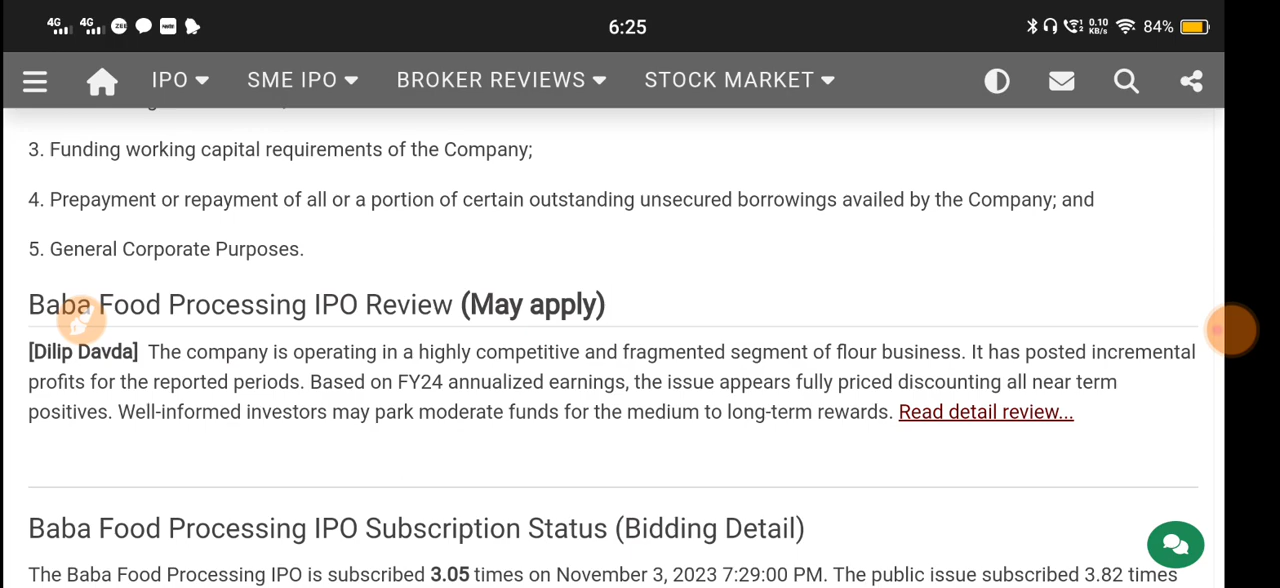 4G 4G ZEE 6:25 0.10 KB/s 84%
IPO SME IPO BROKER REVIEWS STOCK MARKET
3. Funding working capital requirements of the Company;
4. Prepayment or repayment of all or a portion of certain outstanding unsecured borrowings availed by the Company; and
5. General Corporate Purposes.
Baba Food Processing IPO Review (May apply)
[Dilip Davda] The company is operating in a highly competitive and fragmented segment of flour business. It has posted incremental
profits for the reported periods. Based on FY24 annualized earnings, the issue appears fully priced discounting all near term
positives. Well-informed investors may park moderate funds for the medium to long-term rewards. Read detail review...
Baba Food Processing IPO Subscription Status (Bidding Detail)
The Baba Food Processing IPO is subscribed 3.05 times on November 3, 2023 7:29:00 PM. The public issue subscribed 3.82 times